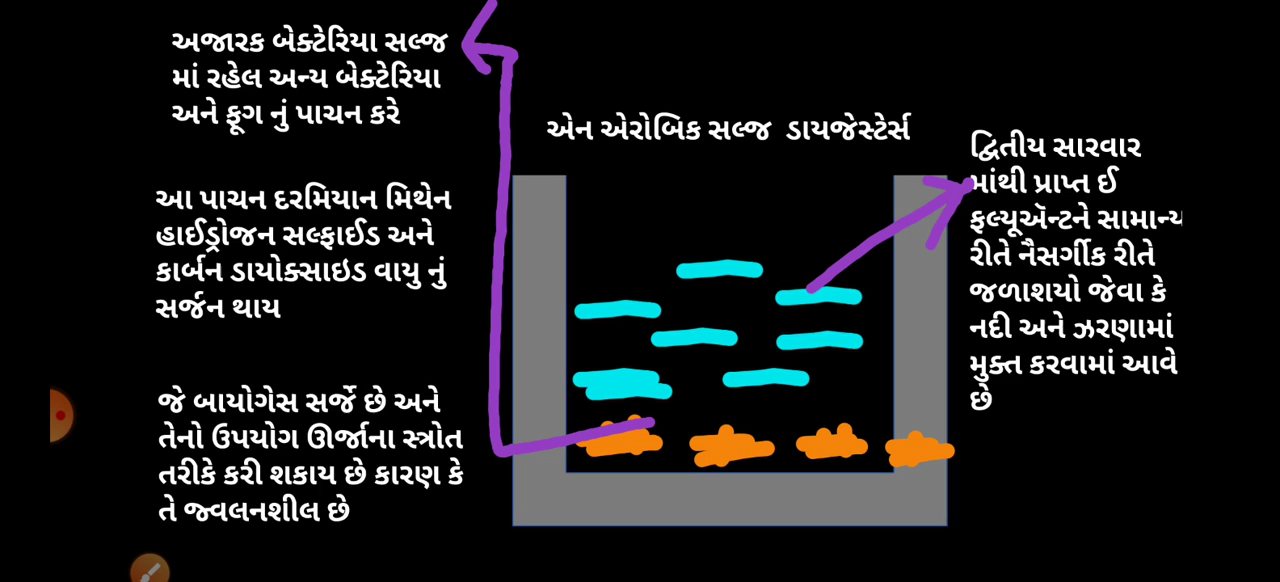 અજારક બેક્ટેરિયા સલ્જ
માં રહેલ અન્ય બેક્ટેરિયા
અને ફૂગ નું પાચન કરે
આ પાચન દરમિયાન મિથેન
હાઈડ્રોજન સલ્ફાઈડ અને
કાર્બન ડાયોક્સાઇડ વાયુ નું
સર્જન થાય
જે બાયોગેસ સર્જે છે અને
તેનો ઉપયોગ ઊર્જાના સ્ત્રોત
તરીકે કરી શકાય છે કારણ કે
તે જ્વલનશીલ છે
એન એરોબિક સલ્જ ડાયજેસ્ટેર્સ
દ્વિતીય સારવાર
માંથી પ્રાપ્ત ઈ
ફલ્યૂઍન્ટને સામાન્ય
રીતે નૈસર્ગીક રીતે
જળાશયો જેવા કે
નદી અને ઝરણામાં
મુક્ત કરવામાં આવે
છે